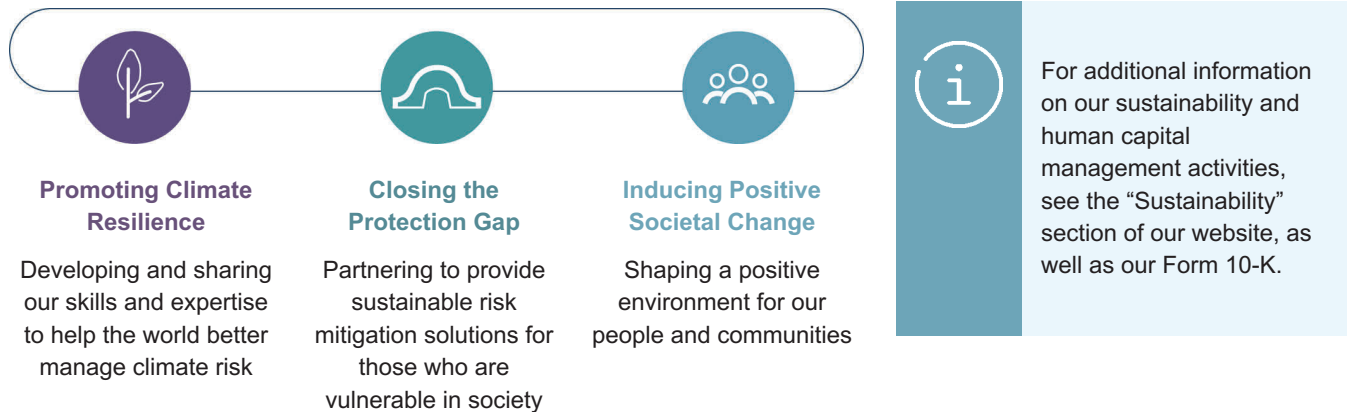 Promoting Climate
Resilience
Developing and sharing
our skills and expertise
to help the world better
manage climate risk
Closing the
Protection Gap
Partnering to provide
sustainable risk
mitigation solutions for
those who are
vulnerable in society
Inducing Positive
Societal Change
Shaping a positive
environment for our
people and communities
i
For additional information
on our sustainability and
human capital
management activities,
see the “Sustainability”
section of our website, as
well as our Form 10-K.